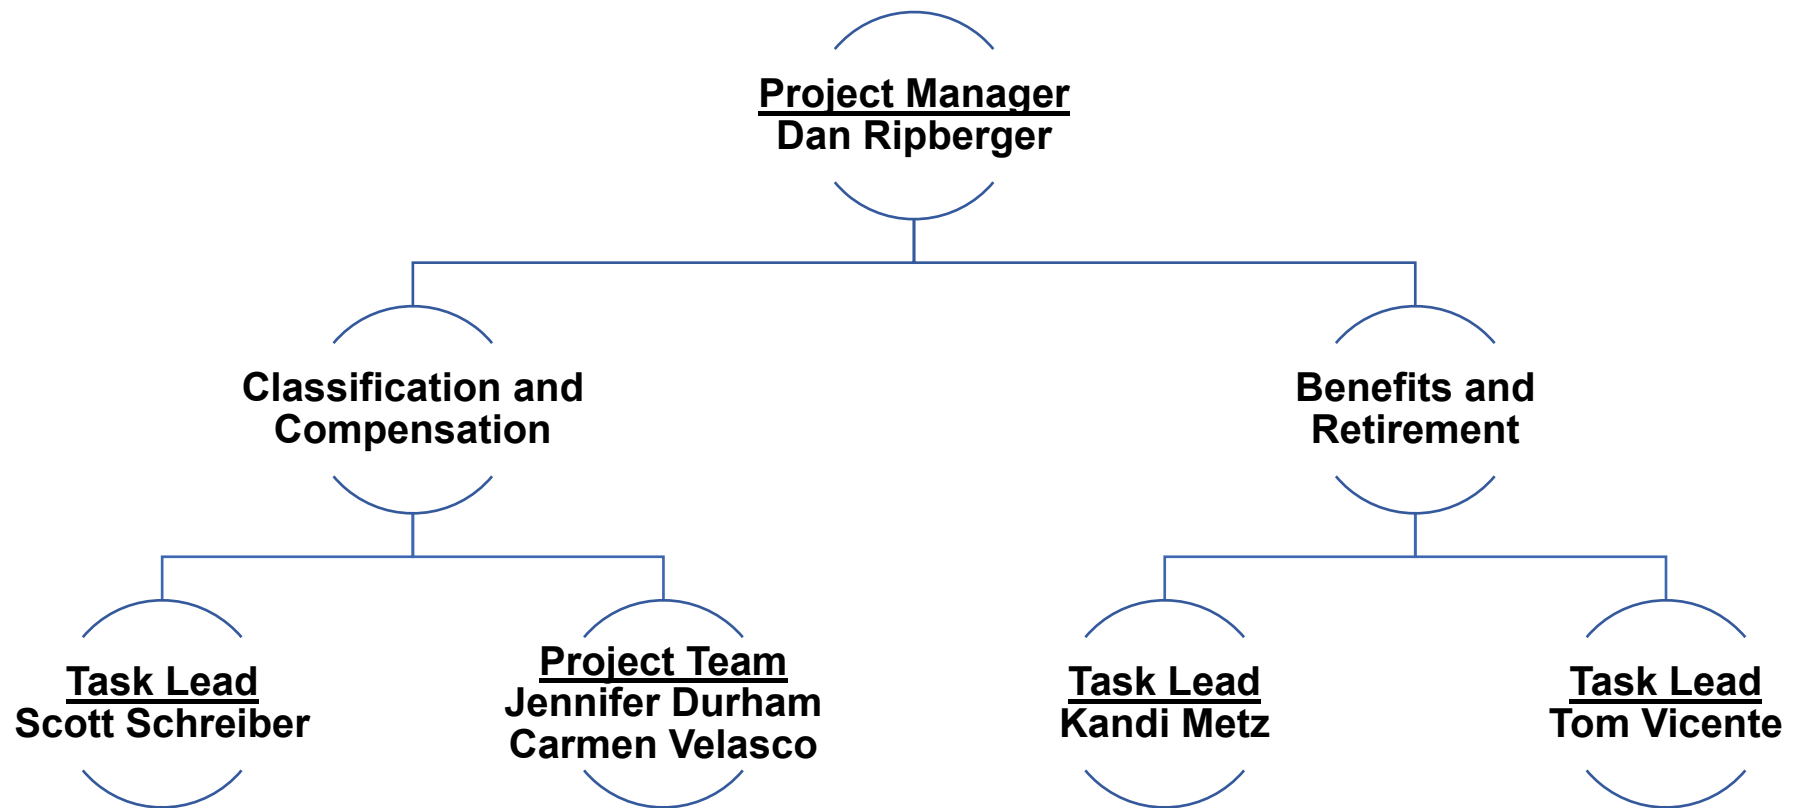 Project Manager
Dan Ripberger
Classification and
Compensation
Benefits and
Retirement
Task Lead
Scott Schreiber
Project Team
Jennifer Durham
Carmen Velasco
Task Lead
Kandi Metz
Task Lead
Tom Vicente